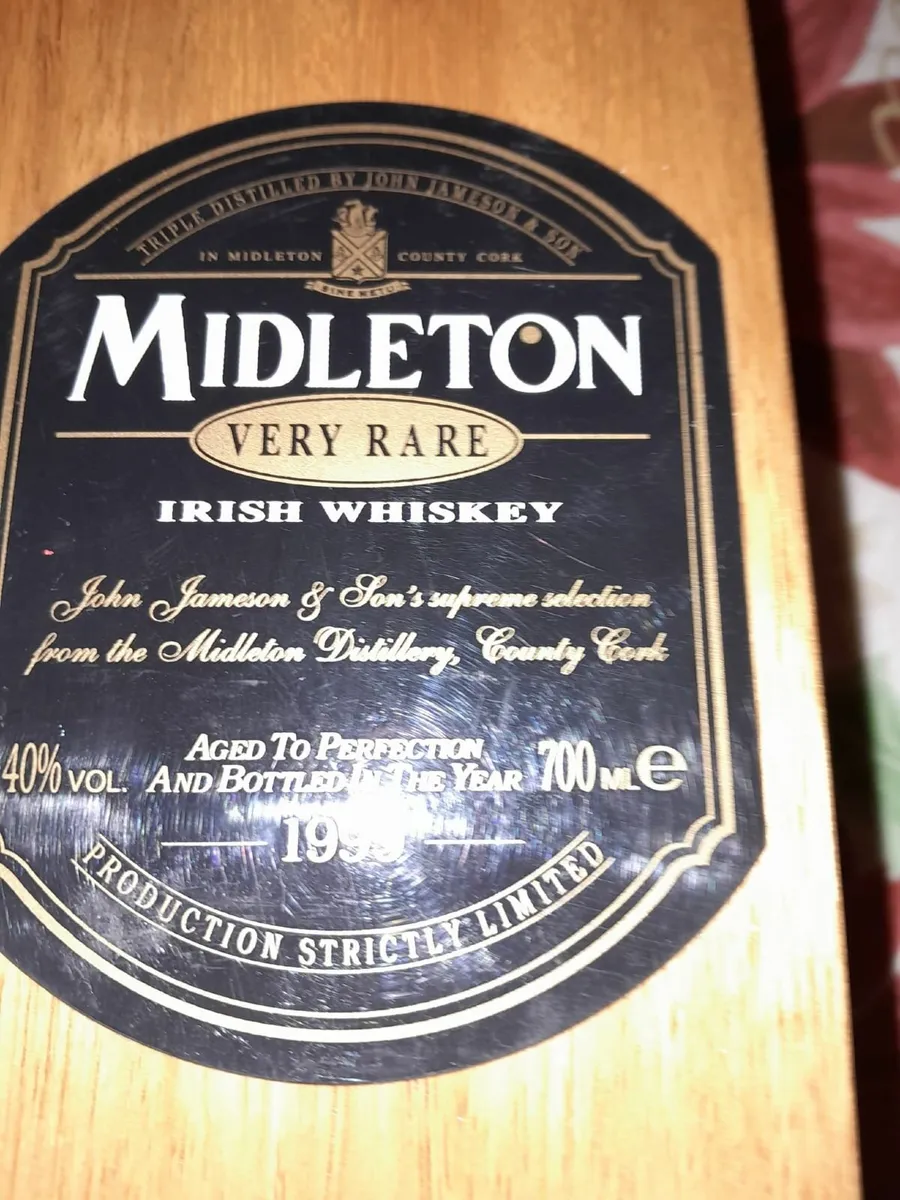 TRIPLE DISTILLED BY JOHN JAMESON & SON
IN MIDLETON COUNTY CORK
SINE METU
MIDLETON
VERY RARE
IRISH WHISKEY
John Jameson & Son's supreme selection
from the Midleton Distillery, County Cork
40% VOL.
AGED TO PERFECTION
AND BOTTLED IN THE YEAR
700 ML e
PRODUCTION STRICTLY LIMITED